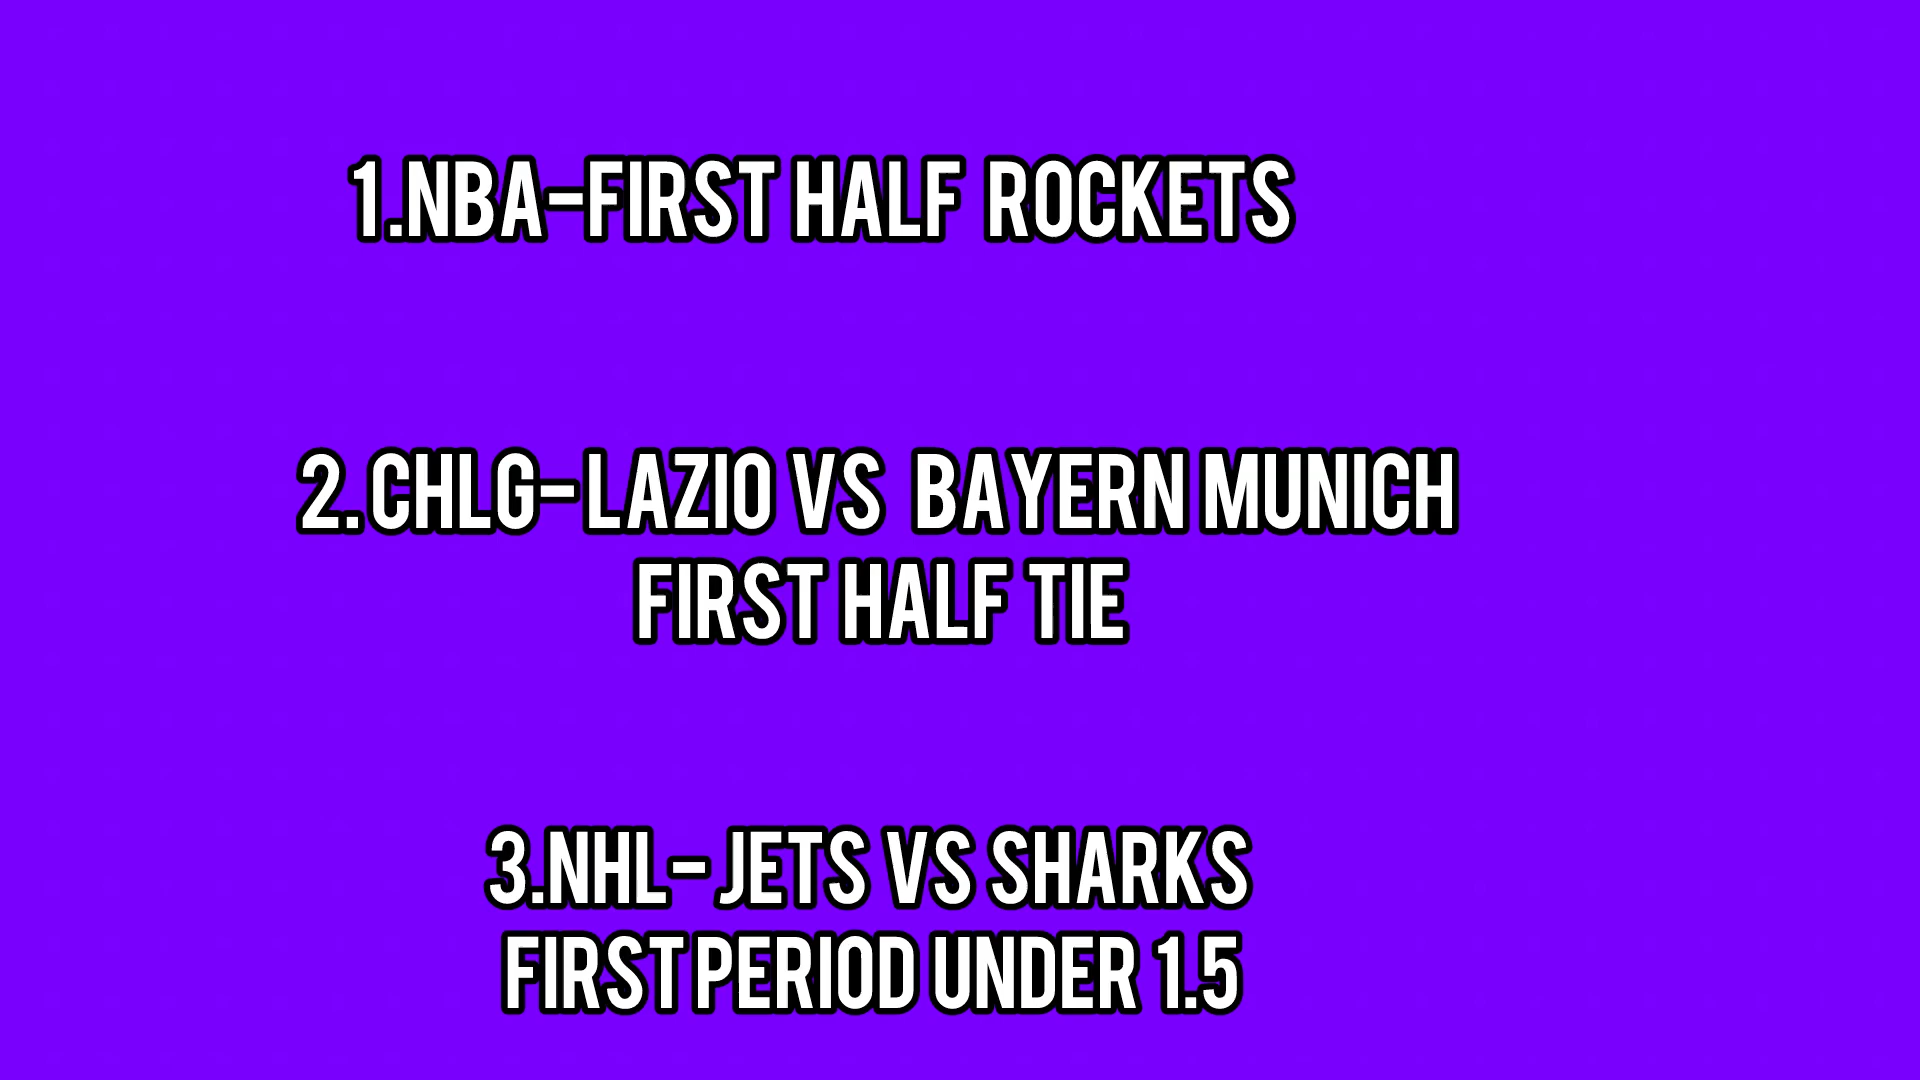 1.NBA-FIRST HALF ROCKETS
2. CHLG- LAZIO VS BAYERN MUNICH
FIRST HALF TIE
3.NHL- JETS VS SHARKS
FIRST PERIOD UNDER 1.5